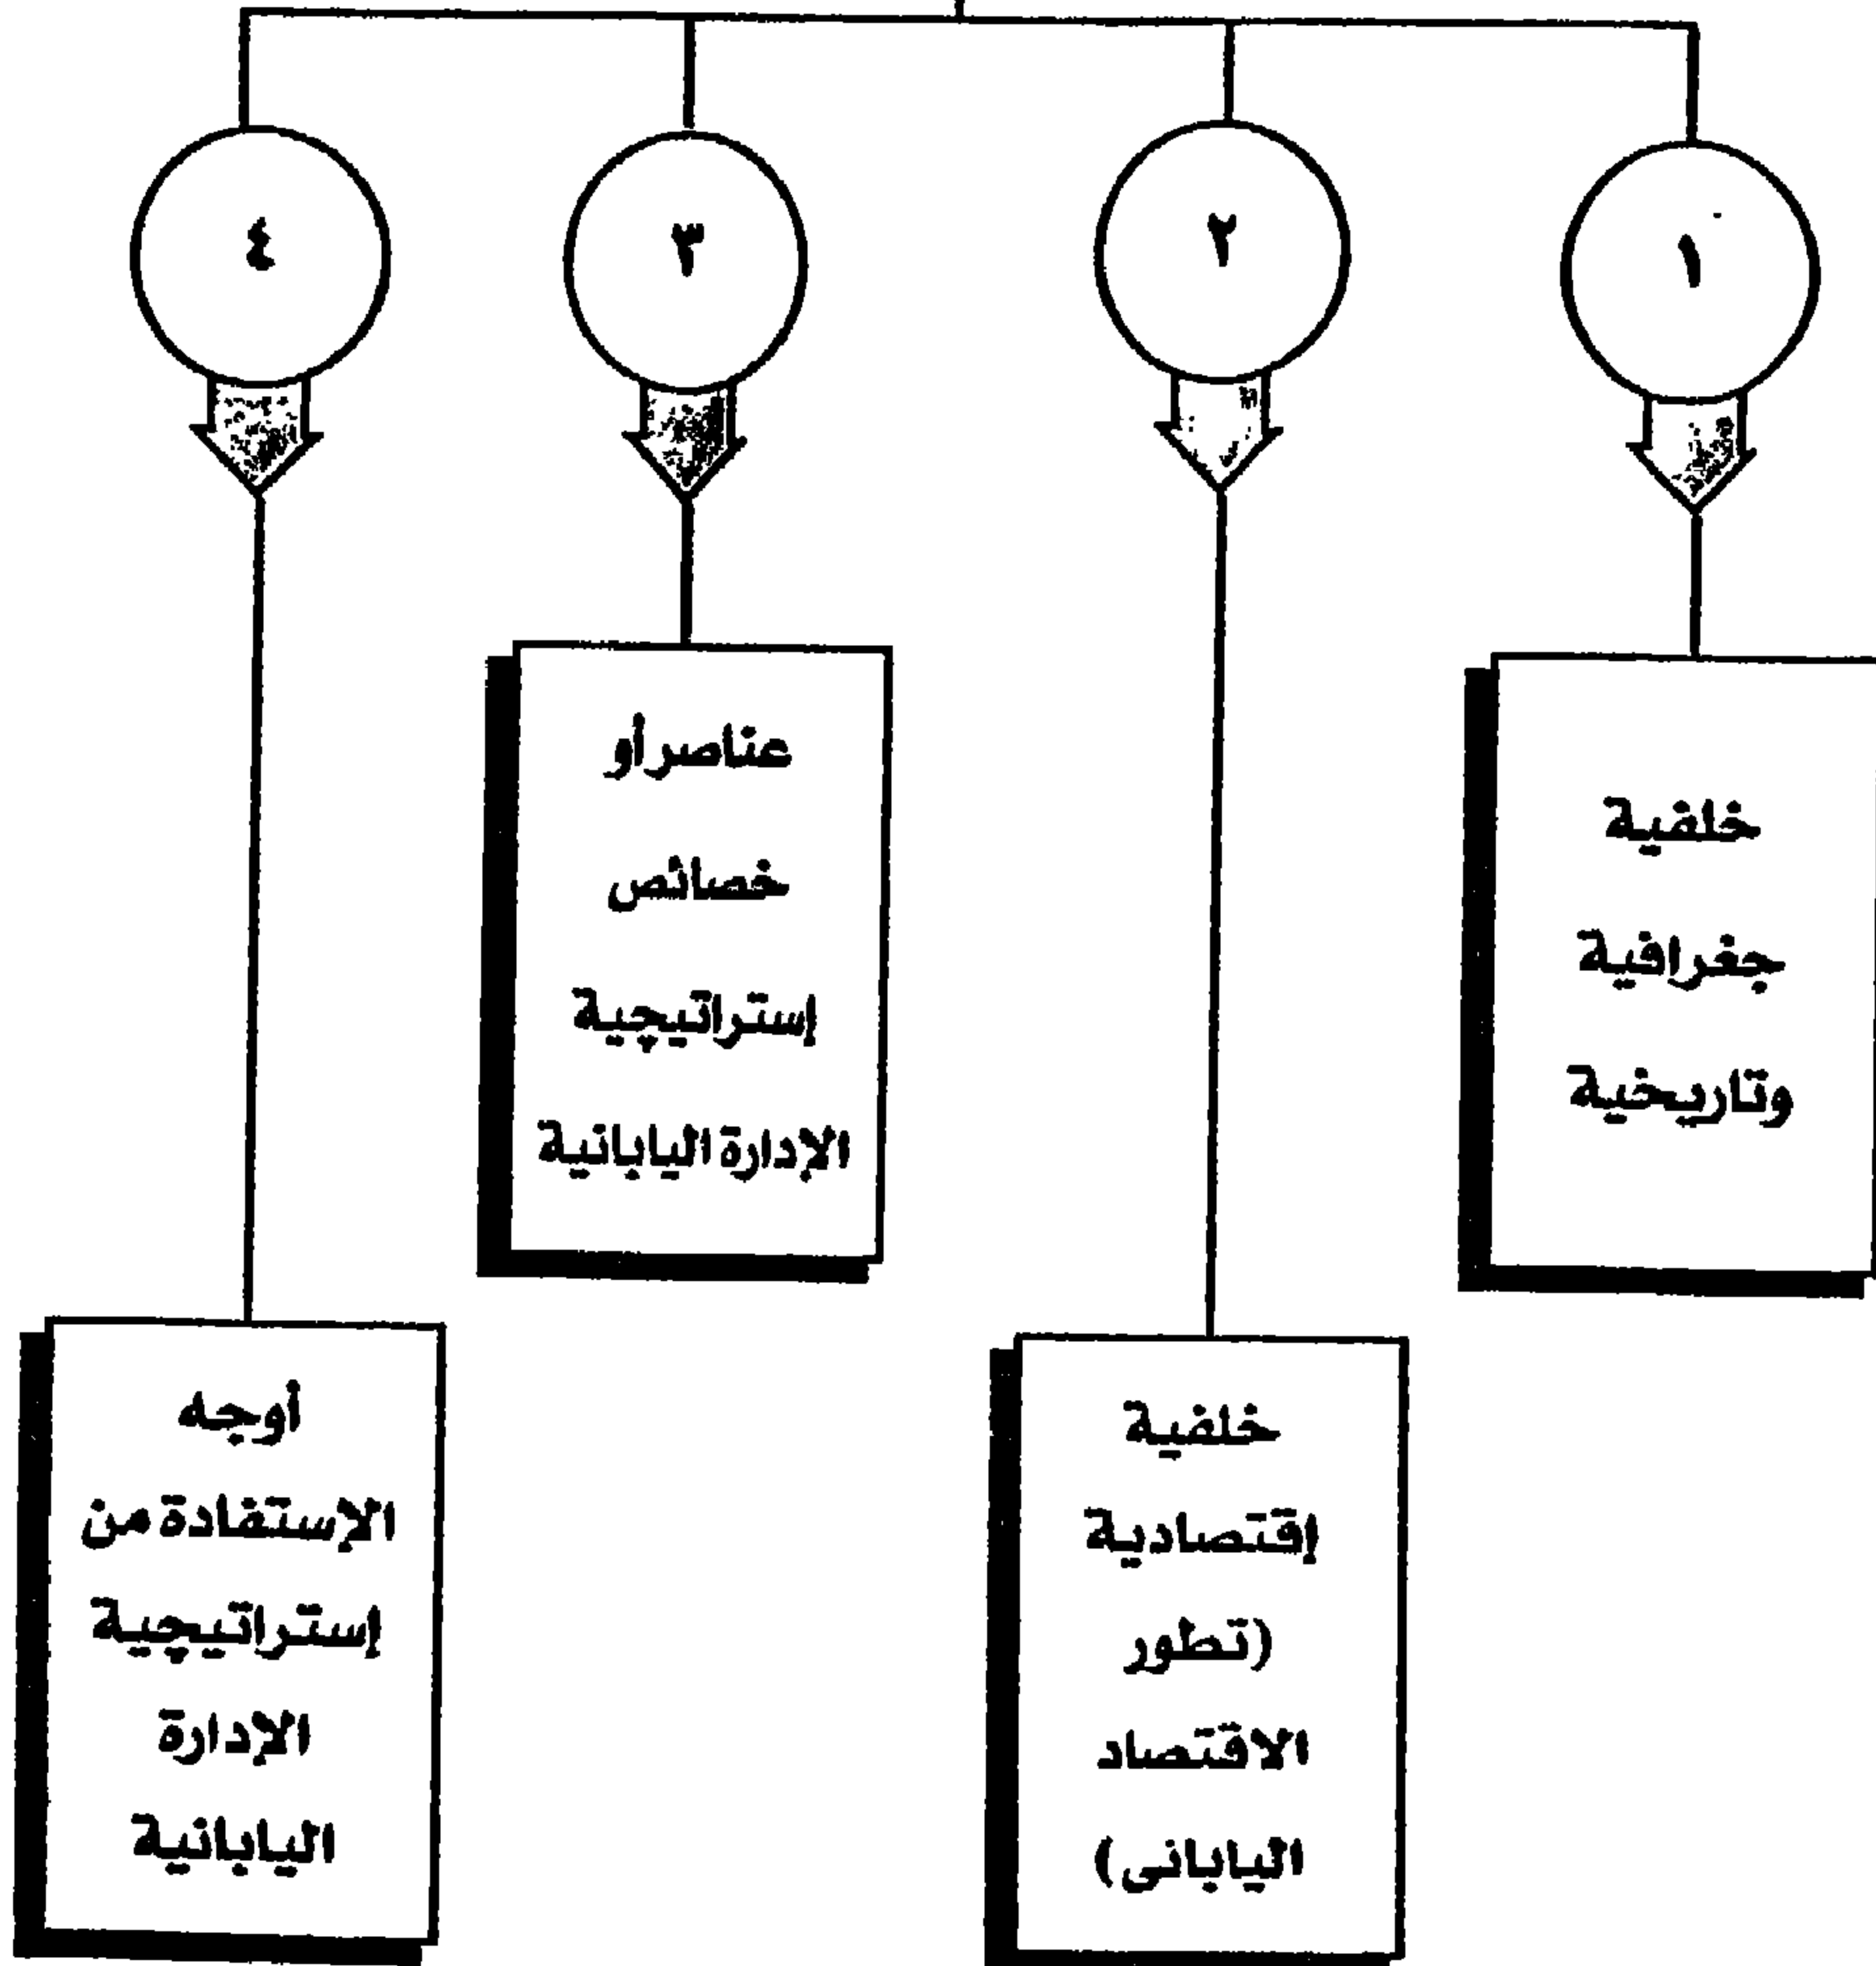 ١
٢
٣
٤
خلفية
جغرافية
وتاريخية
خلفية
إقتصادية
(تطور
الاقتصاد
اليابانى)
عناصر أو
خصائص
إستراتيچية
الإدارة اليابانية
أوجه
الإستفادة من
إستراتيچية
الإدارة
اليابانية